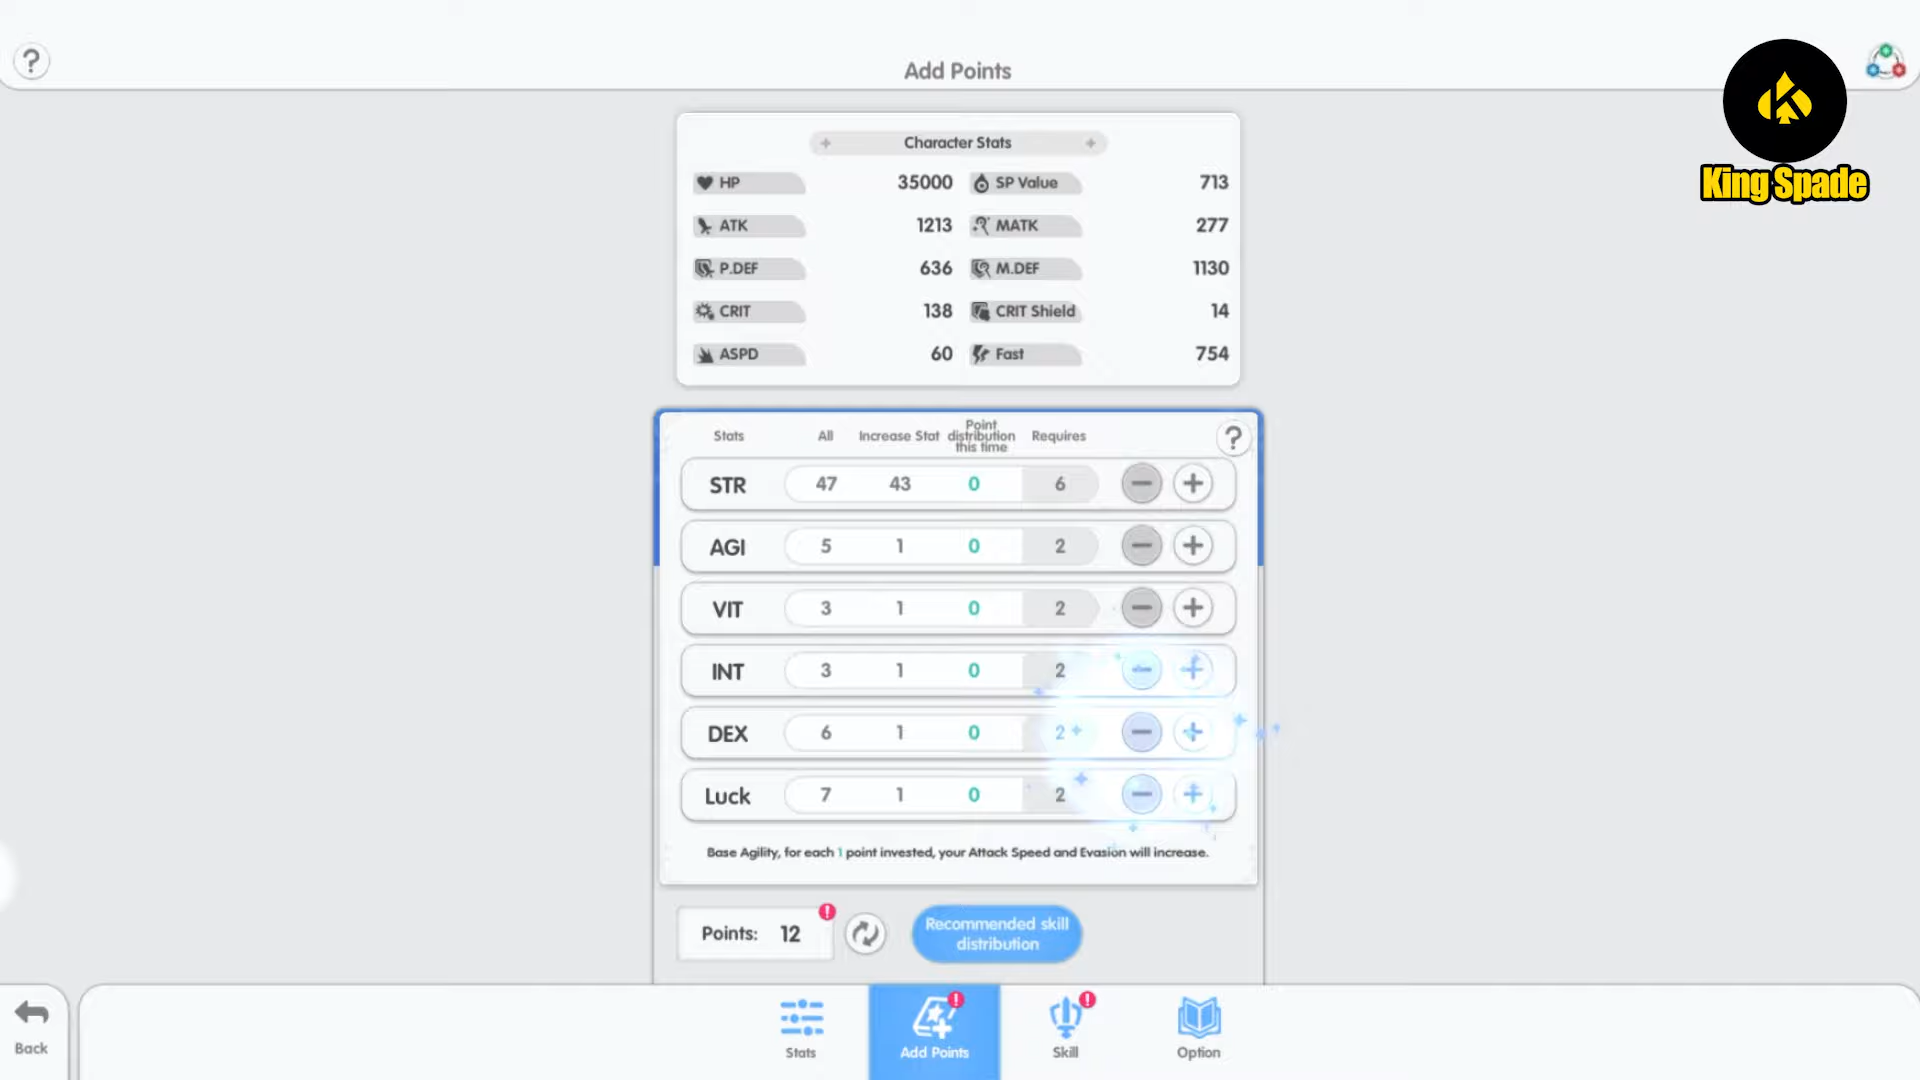 ?
Add Points
King Spade
Character Stats
HP 35000 SP Value 713
ATK 1213 MATK 277
P.DEF 636 M.DEF 1130
CRIT 138 CRIT Shield 14
ASPD 60 Fast 754
Stats All Increase Stat Point distribution this time Requires ?
STR 47 43 0 6
AGI 5 1 0 2
VIT 3 1 0 2
INT 3 1 0 2
DEX 6 1 0 2
Luck 7 1 0 2
Base Agility, for each 1 point invested, your Attack Speed and Evasion will increase.
Points: 12
Recommended skill
distribution
Back
Stats
Add Points
Skill
Option